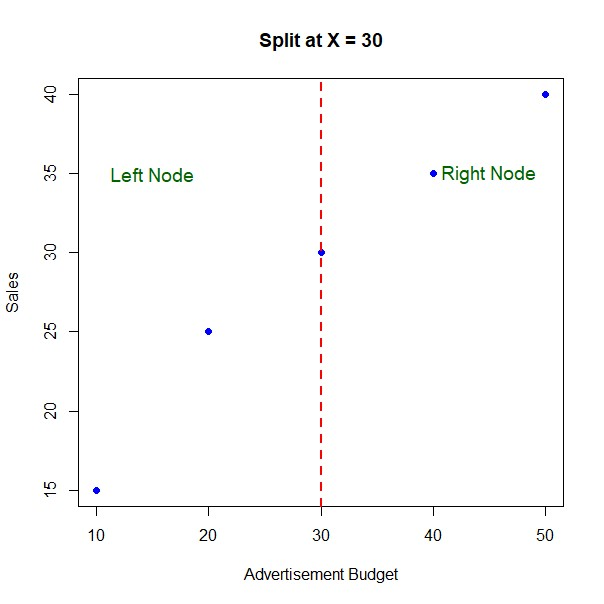 Split at X = 30
40
35
30
25
20
15
Left Node
Right Node
Sales
10 20 30 40 50
Advertisement Budget